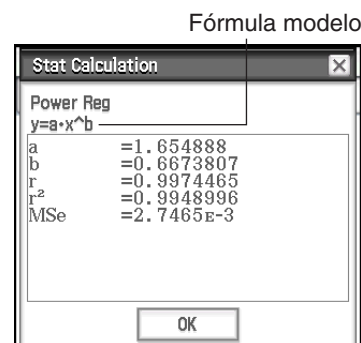 Fórmula modelo
Stat Calculation
Power Reg
y=a•x^b
a =1.654888
b =0.6673807
r =0.9974465
r² =0.9948996
MSe =2.7465ᴇ-3
OK